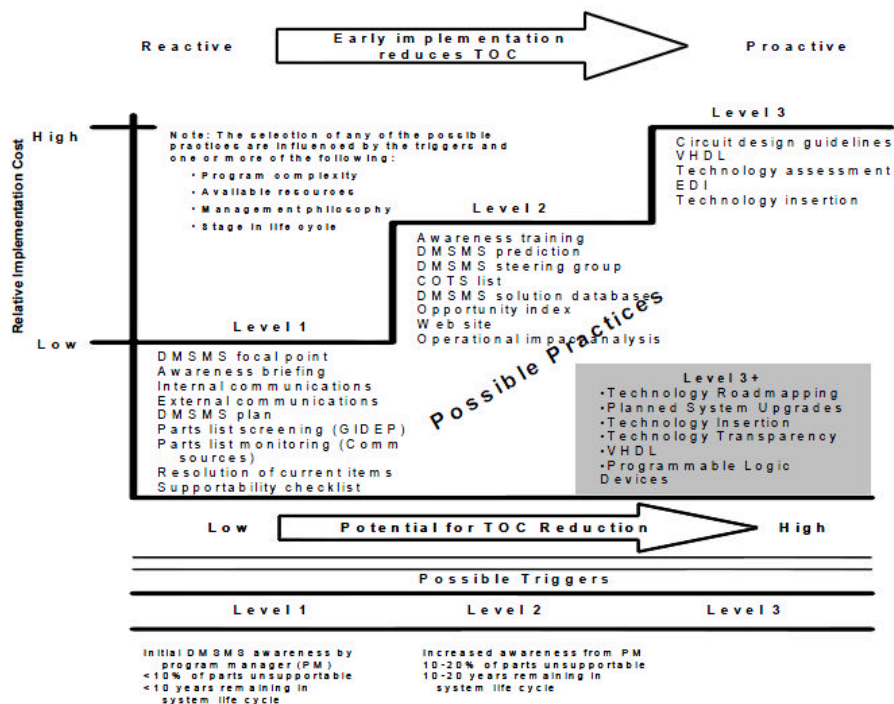 Reactive
Early implementation
reduces TOC
Proactive
Relative Implementation Cost
High
Low
Note: The selection of any of the possible
practices are influenced by the triggers and
one or more of the following:
• Program complexity
• Available resources
• Management philosophy
• Stage in life cycle
Level 1
DMSMS focal point
Awareness briefing
Internal communications
External communications
DMSMS plan
Parts list screening (GIDEP)
Parts list monitoring (Comm
sources)
Resolution of current items
Supportability checklist
Level 2
Awareness training
DMSMS prediction
DMSMS steering group
COTS list
DMSMS solution database
Opportunity index
Web site
Operational impact analysis
Level 3
Circuit design guidelines
VHDL
Technology assessment
EDI
Technology insertion
Possible Practices
Level 3+
•Technology Roadmapping
•Planned System Upgrades
•Technology Insertion
•Technology Transparency
•VHDL
•Programmable Logic
Devices
Low
Potential for TOC Reduction
High
Possible Triggers
Level 1
Level 2
Level 3
Initial DMSMS awareness by
program manager (PM)
<10% of parts unsupportable
<10 years remaining in
system life cycle
Increased awareness from PM
10-20% of parts unsupportable
10-20 years remaining in
system life cycle